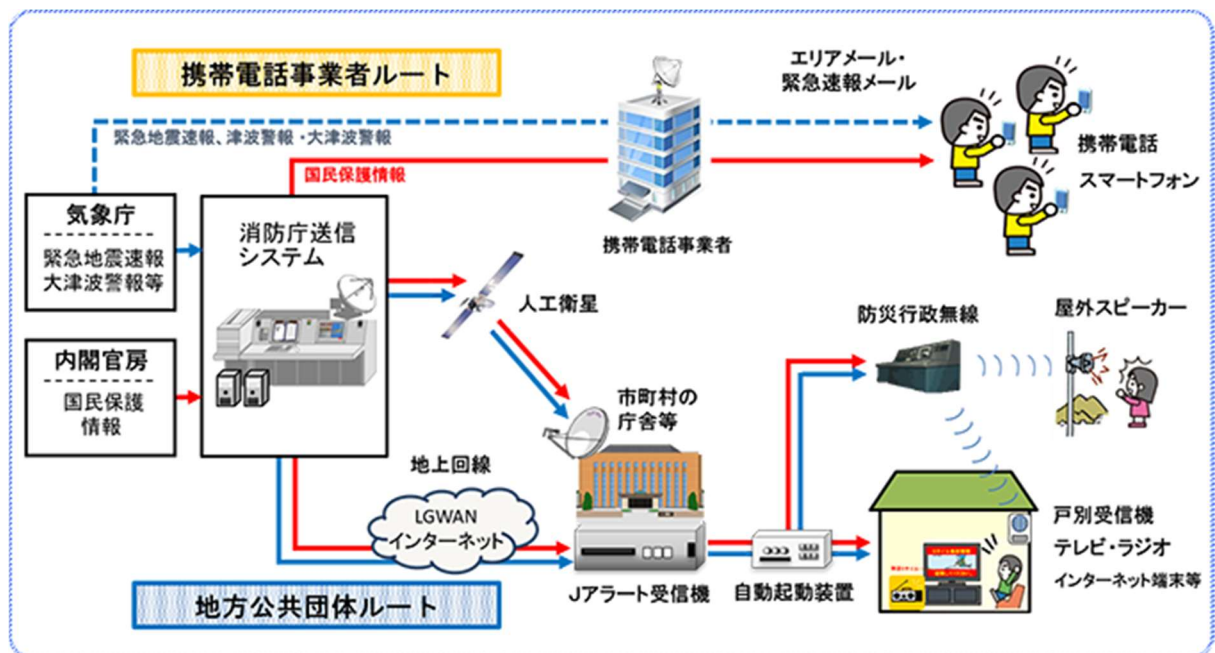 携帯電話事業者ルート
エリアメール・
緊急速報メール
緊急地震速報、津波警報・大津波警報
国民保護情報
携帯電話
スマートフォン
携帯電話事業者
気象庁
緊急地震速報
大津波警報等
消防庁送信
システム
人工衛星
内閣官房
国民保護
情報
防災行政無線
屋外スピーカー
市町村の
庁舎等
地上回線
LGWAN
インターネット
Jアラート受信機
自動起動装置
戸別受信機
テレビ・ラジオ
インターネット端末等
地方公共団体ルート